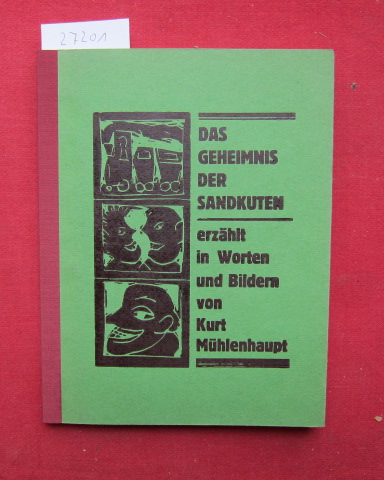 27201
DAS
GEHEIMNIS
DER
SANDKUTEN
erzählt
in Worten
und Bildern
von
Kurt
Mühlenhaupt